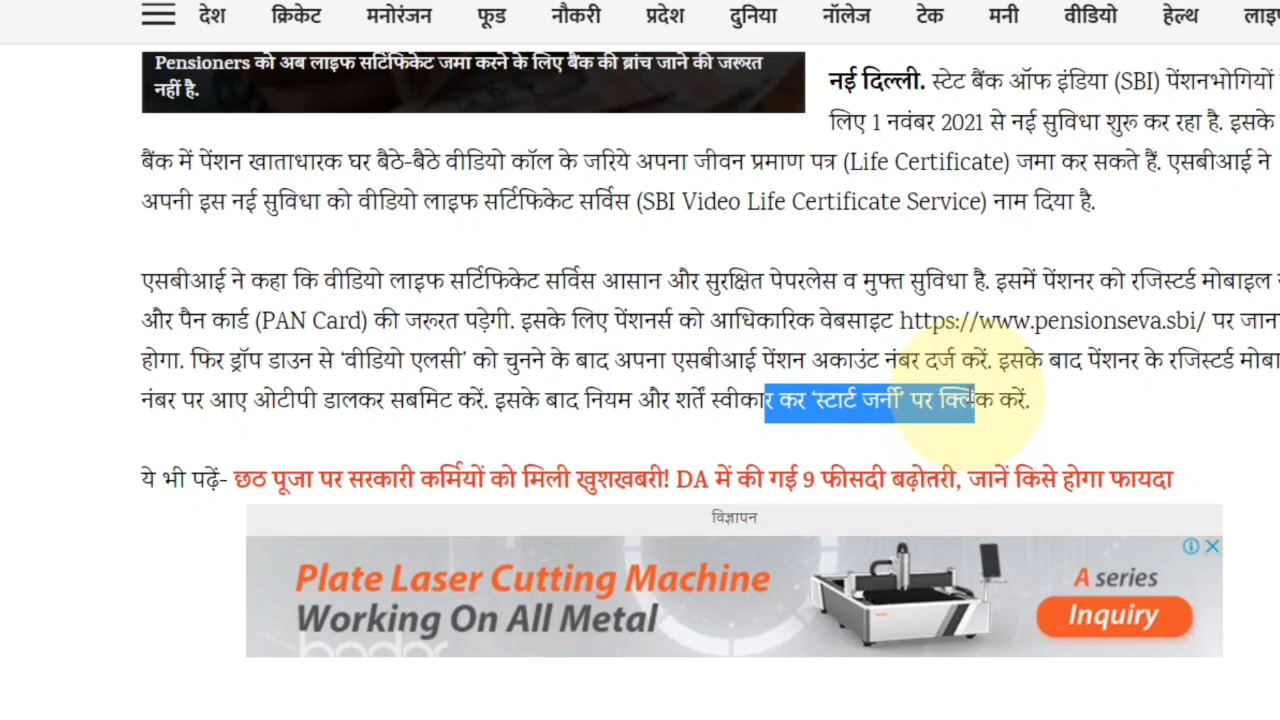 देश क्रिकेट मनोरंजन फूड नौकरी प्रदेश दुनिया नॉलेज टेक मनी वीडियो हेल्थ
Pensioners को अब लाइफ सर्टिफिकेट जमा करने के लिए बैंक की ब्रांच जाने की जरूरत
नहीं है.
नई दिल्ली. स्टेट बैंक ऑफ इंडिया (SBI) पेंशनभोगियों
लिए 1 नवंबर 2021 से नई सुविधा शुरू कर रहा है. इसके
बैंक में पेंशन खाताधारक घर बैठे-बैठे वीडियो कॉल के जरिये अपना जीवन प्रमाण पत्र (Life Certificate) जमा कर सकते हैं. एसबीआई ने
अपनी इस नई सुविधा को वीडियो लाइफ सर्टिफिकेट सर्विस (SBI Video Life Certificate Service) नाम दिया है.
एसबीआई ने कहा कि वीडियो लाइफ सर्टिफिकेट सर्विस आसान और सुरक्षित पेपरलेस व मुफ्त सुविधा है. इसमें पेंशनर को रजिस्टर्ड मोबाइल
और पैन कार्ड (PAN Card) की जरूरत पड़ेगी. इसके लिए पेंशनर्स को आधिकारिक वेबसाइट https://www.pensionseva.sbi/ पर
होगा. फिर ड्रॉप डाउन से ‘वीडियो एलसी’ को चुनने के बाद अपना एसबीआई पेंशन अकाउंट नंबर दर्ज करें. इसके बाद पेंशनर के रजिस्टर्ड
नंबर पर आए ओटीपी डालकर सबमिट करें. इसके बाद नियम और शर्तें स्वीकार कर ‘स्टार्ट जर्नी’ पर क्लिक करें.
ये भी पढ़ें- छठ पूजा पर सरकारी कर्मियों को मिली खुशखबरी! DA में की गई 9 फीसदी बढ़ोतरी, जानें किसे होगा फायदा
विज्ञापन
Plate Laser Cutting Machine
Working On All Metal
A series
Inquiry